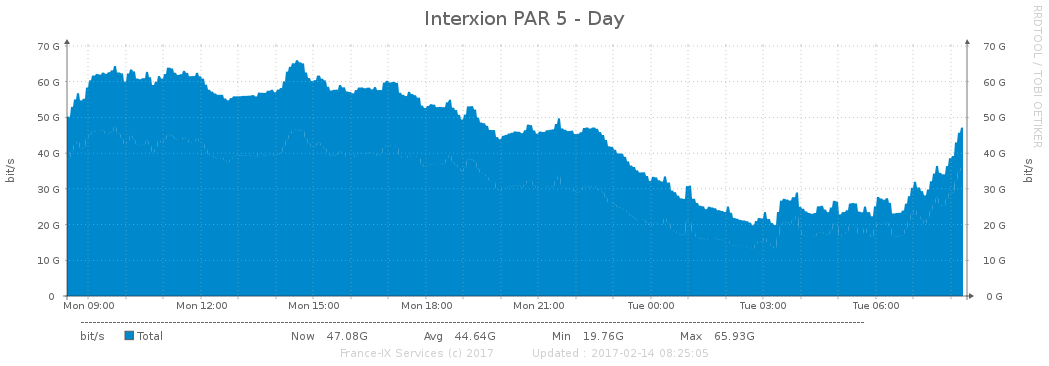 Interxion PAR 5 - Day
RRDTOOL / TOBI OETIKER
bit/s
bit/s
70 G 70 G
60 G 60 G
50 G 50 G
40 G 40 G
30 G 30 G
20 G 20 G
10 G 10 G
0 0 G
Mon 09:00 Mon 12:00 Mon 15:00 Mon 18:00 Mon 21:00 Tue 00:00 Tue 03:00 Tue 06:00
bit/s Total Now 47.08G Avg 44.64G Min 19.76G Max 65.93G
France-IX Services (c) 2017 Updated : 2017-02-14 08:25:05